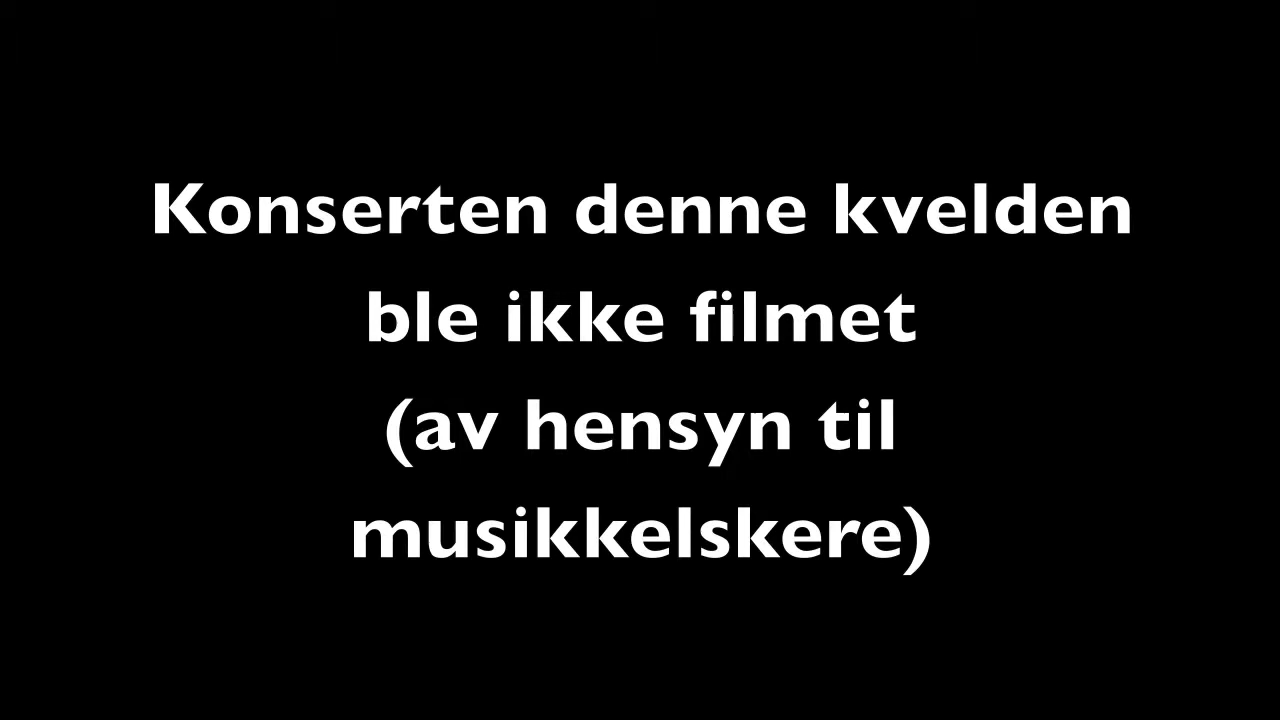 Konserten denne kvelden
ble ikke filmet
(av hensyn til
musikkelskere)